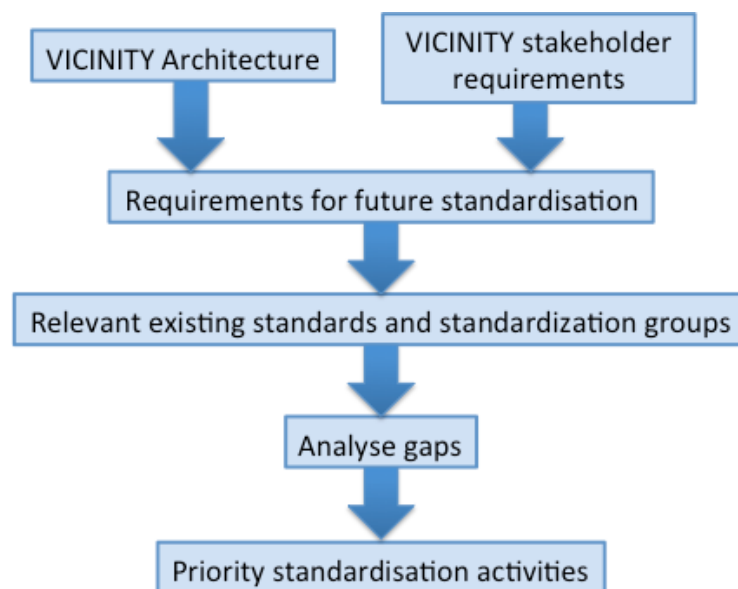 VICINITY Architecture
VICINITY stakeholder
requirements
Requirements for future standardisation
Relevant existing standards and standardization groups
Analyse gaps
Priority standardisation activities